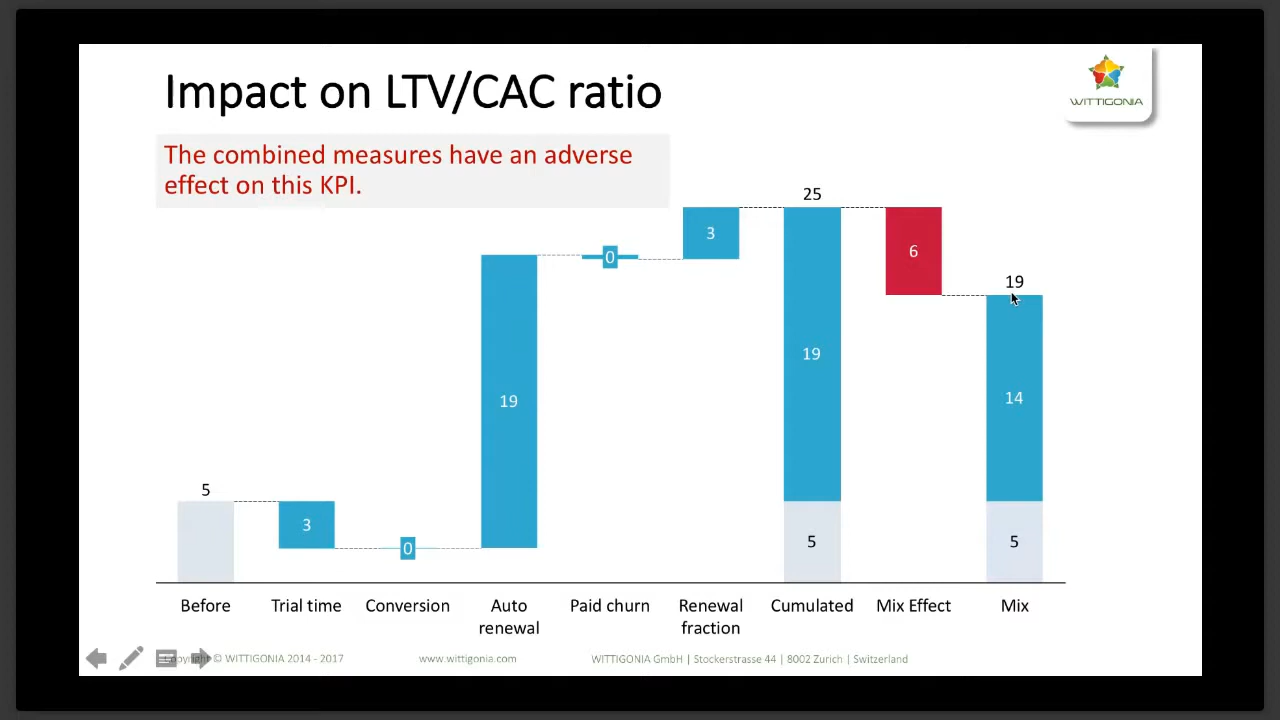 Impact on LTV/CAC ratio
WITTIGONIA
The combined measures have an adverse
effect on this KPI.
25
3
0
6
19
19
19
14
5
3
0
5
5
Before
Trial time
Conversion
Auto
renewal
Paid churn
Renewal
fraction
Cumulated
Mix Effect
Mix
Copyright © WITTIGONIA 2014 - 2017
www.wittigonia.com
WITTIGONIA GmbH | Stockerstrasse 44 | 8002 Zurich | Switzerland